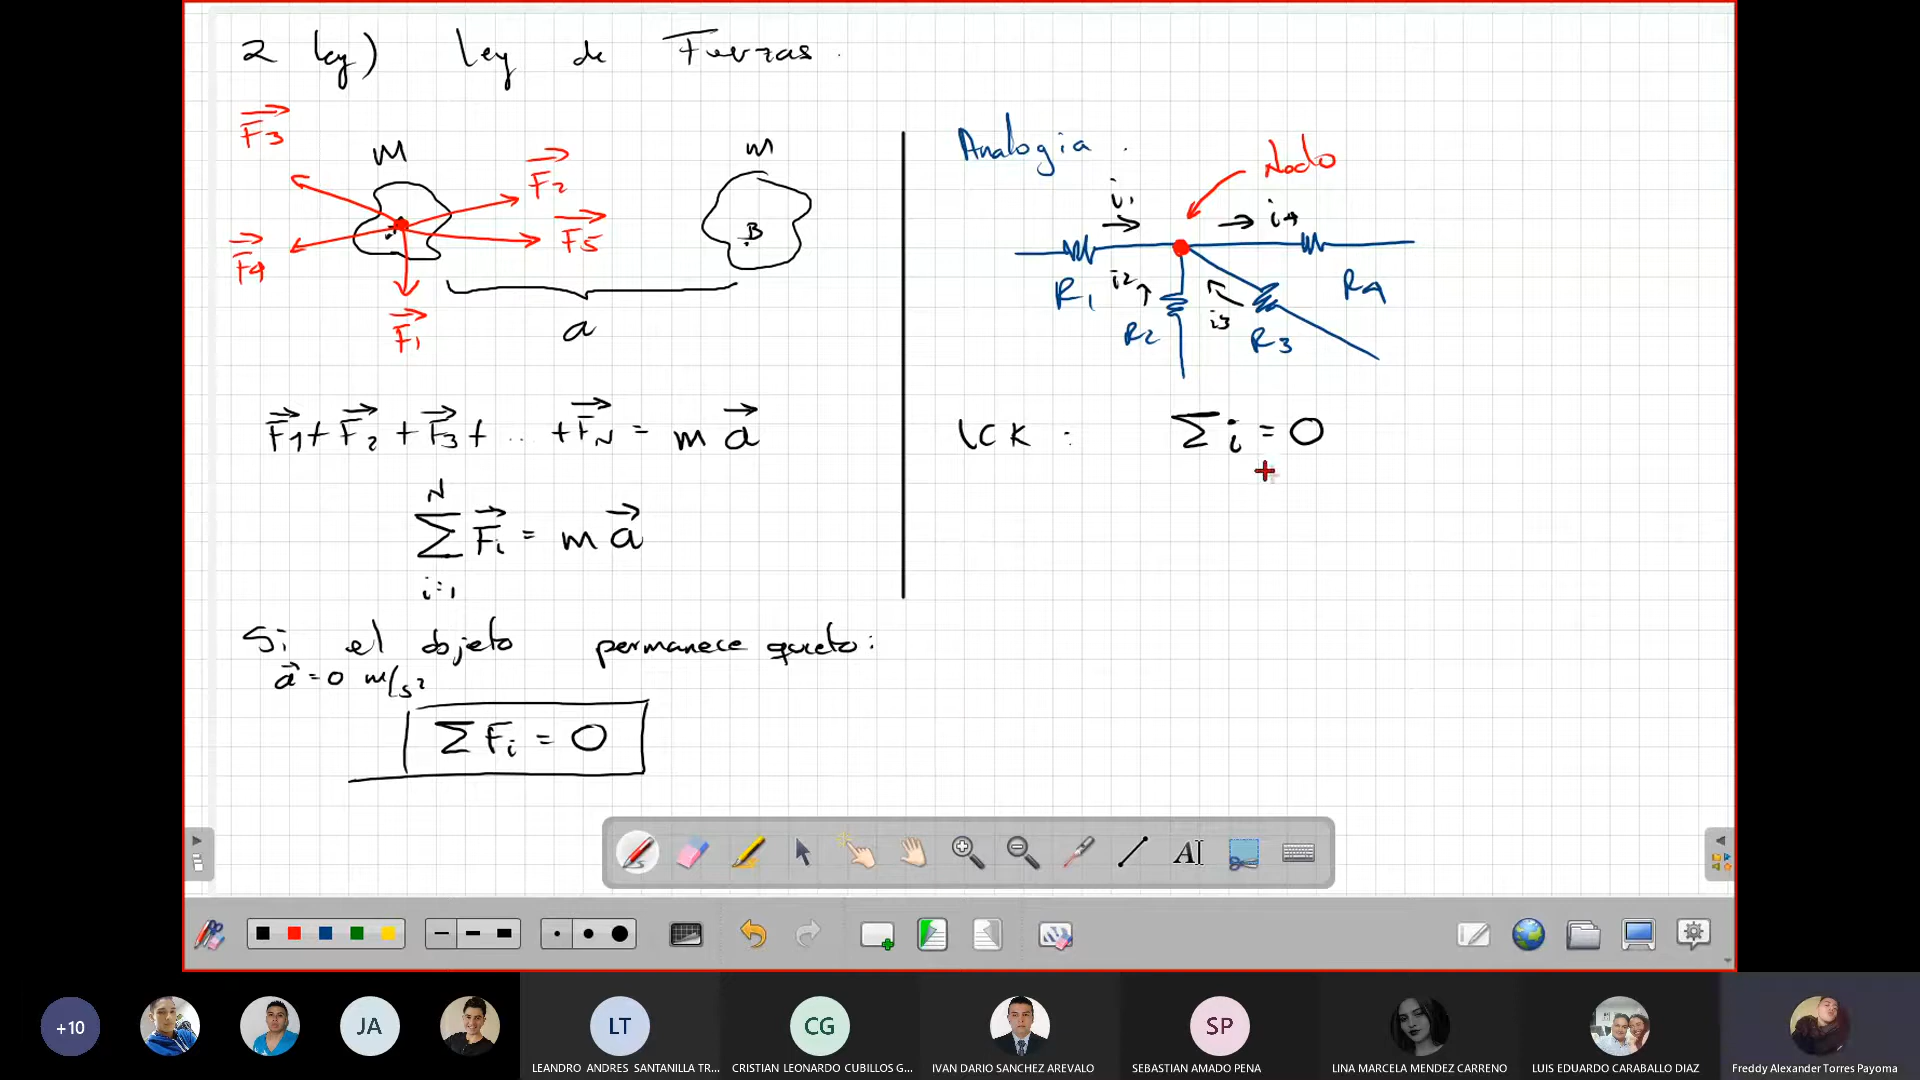 2 ley) Ley de Fuerzas.
F3
M
F2
F4
F5
F1
m
B
a
F1 + F2 + F3 + ... + FN = m a
N
∑ Fi = m a
i=1
Si el objeto permanece quieto:
a = 0 m/s²
∑ Fi = 0
Analogia.
Nodo
i1
i4
R1
i2
R2
i3
R3
R4
LCK : ∑ i = 0
AI
+10
JA
LT
CG
SP
LEANDRO ANDRES SANTANILLA TR...
CRISTIAN LEONARDO CUBILLOS G...
IVAN DARIO SANCHEZ AREVALO
SEBASTIAN AMADO PENA
LINA MARCELA MENDEZ CARRENO
LUIS EDUARDO CARABALLO DIAZ
Freddy Alexander Torres Payoma